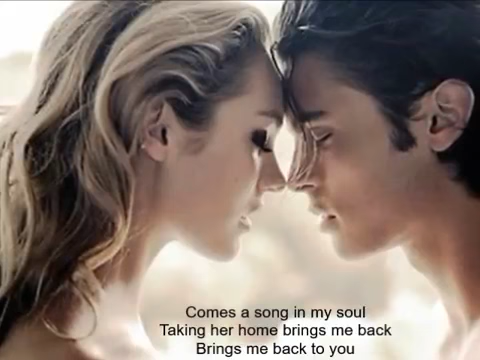 Comes a song in my soul
Taking her home brings me back
Brings me back to you